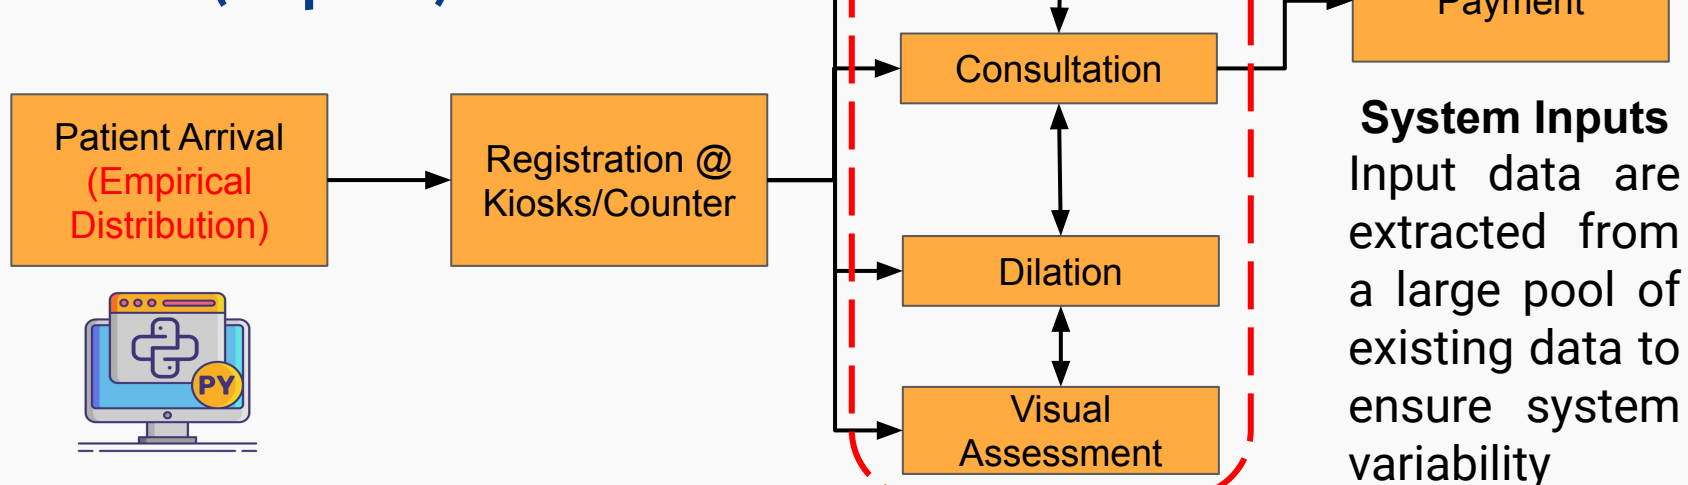 Payment
Consultation
Patient Arrival
(Empirical
Distribution)
Registration @
Kiosks/Counter
Dilation
Visual
Assessment
PY
System Inputs
Input data are
extracted from
a large pool of
existing data to
ensure system
variability